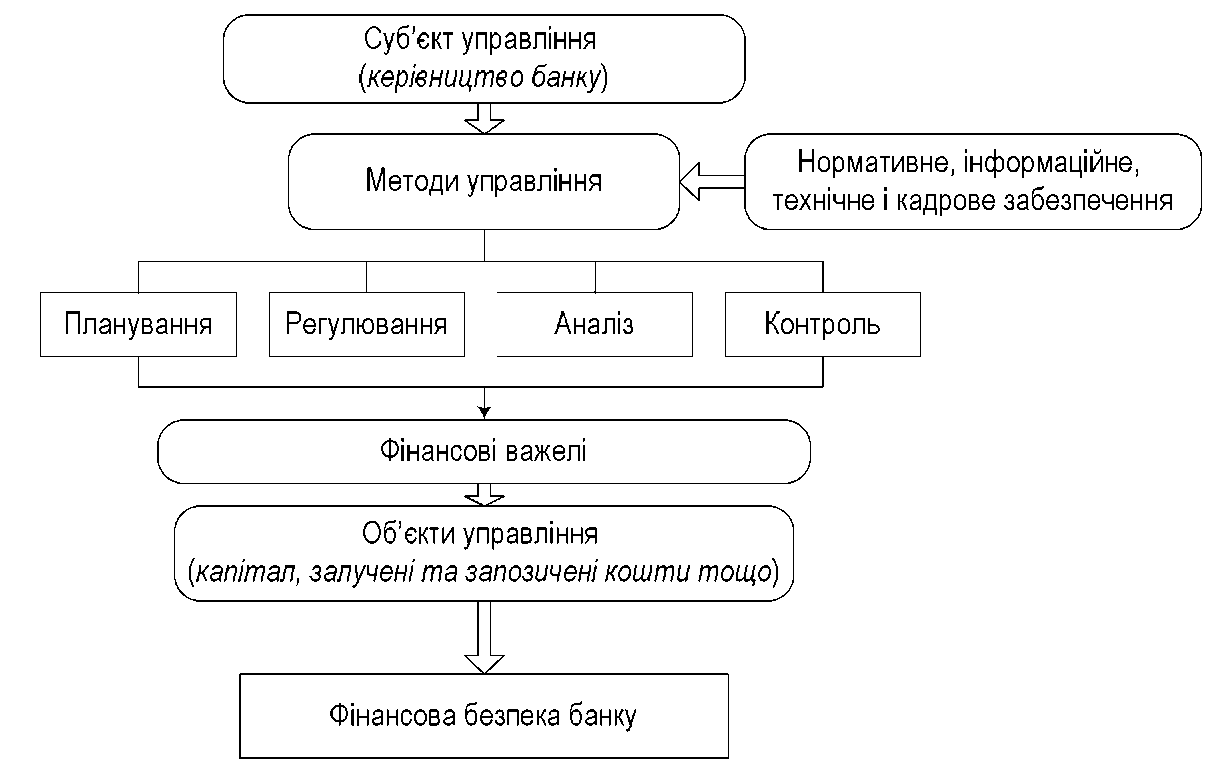 Суб’єкт управління
(керівництво банку)
Методи управління
Нормативне, інформаційне,
технічне і кадрове забезпечення
Планування
Регулювання
Аналіз
Контроль
Фінансові важелі
Об’єкти управління
(капітал, залучені та запозичені кошти тощо)
Фінансова безпека банку